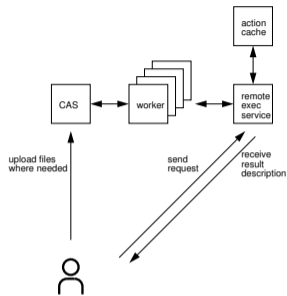 action
cache
CAS
worker
remote
exec
service
upload files
where needed
send
request
receive
result
description